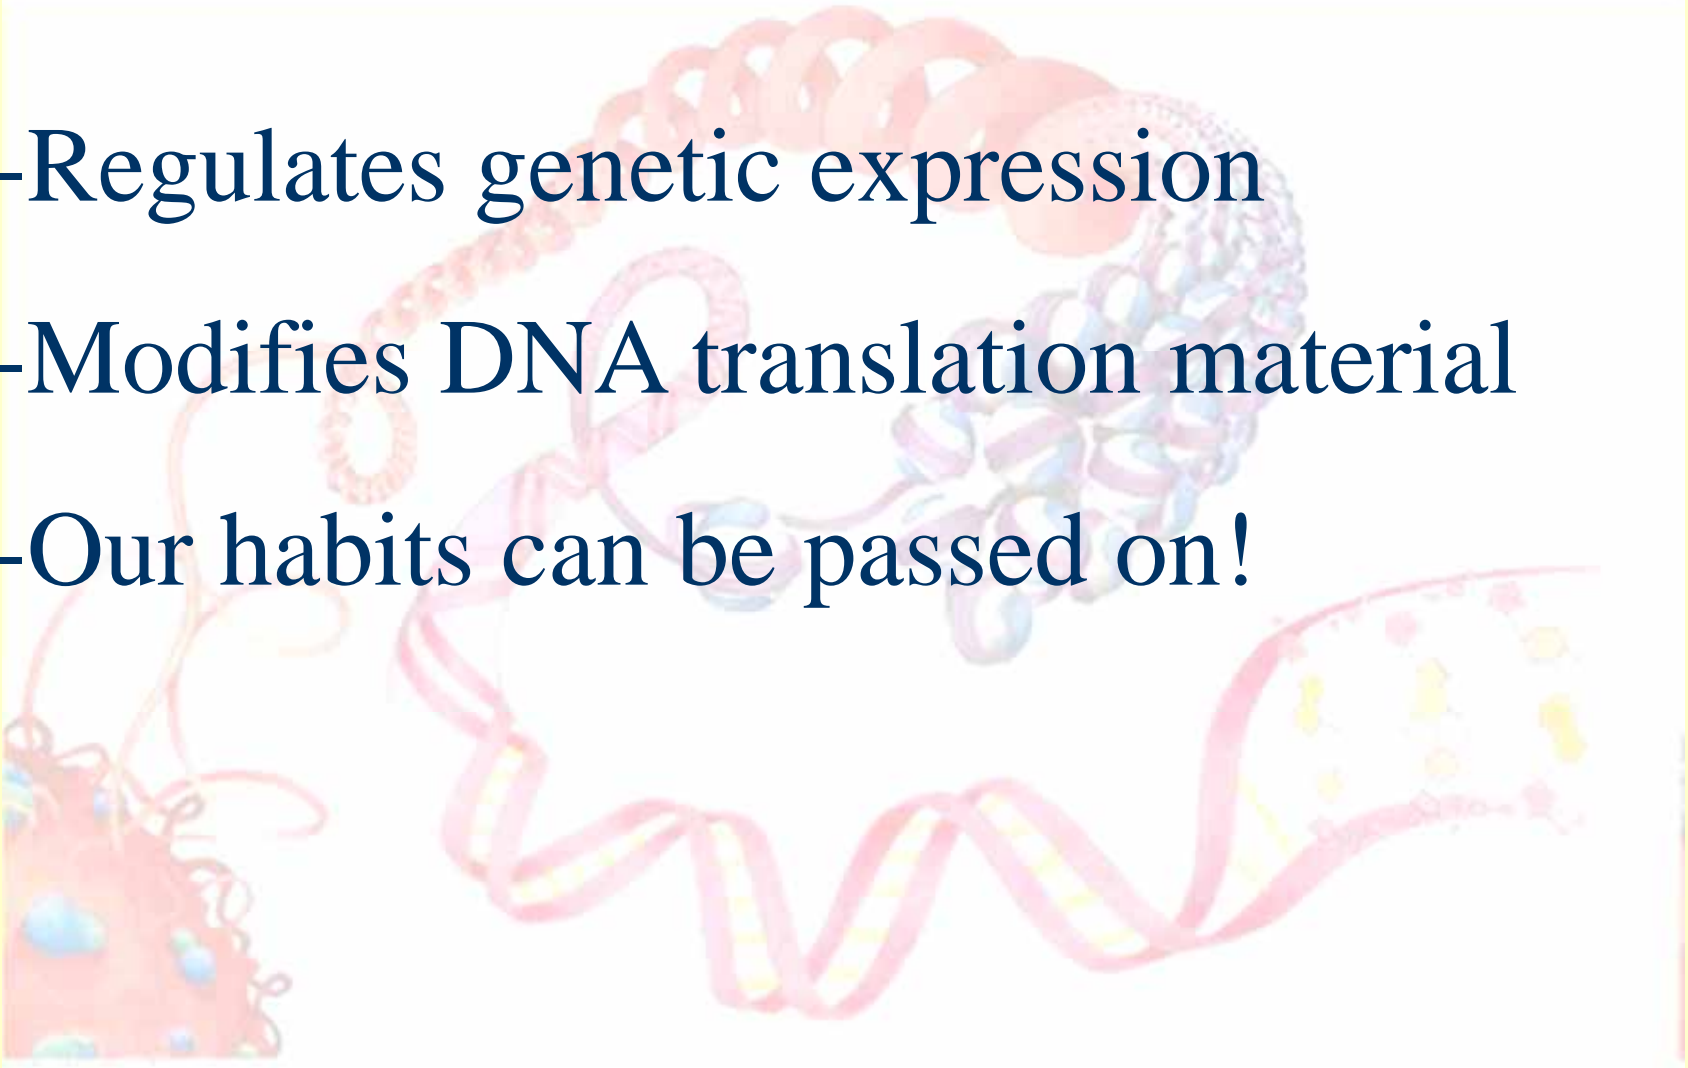 -Regulates genetic expression
-Modifies DNA translation material
-Our habits can be passed on!